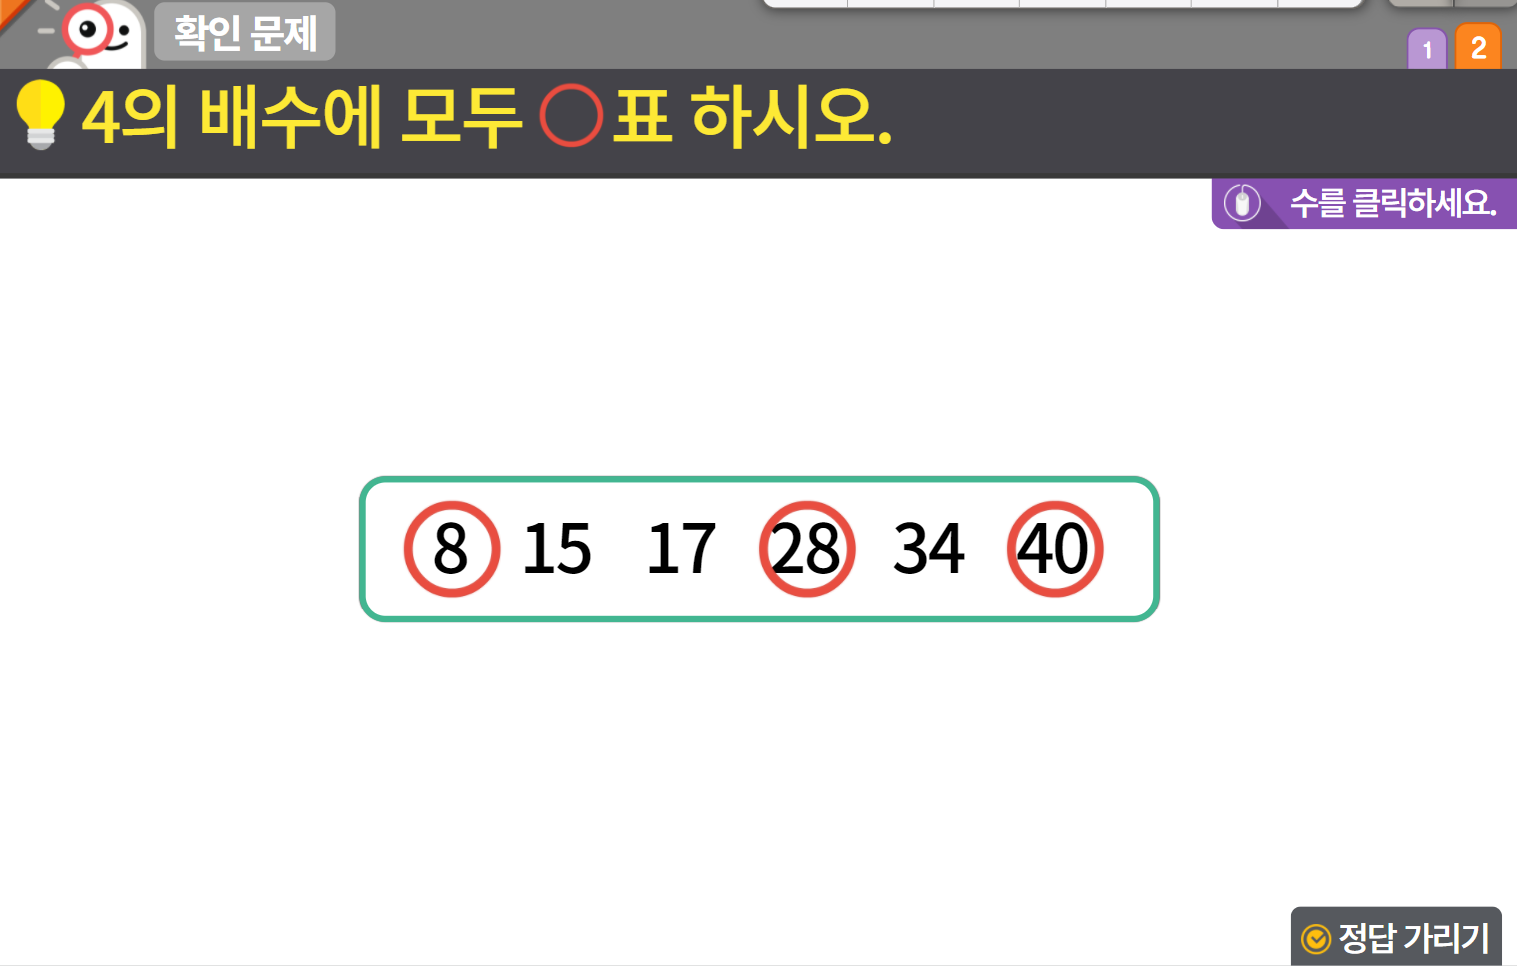 확인 문제
1 2
4의 배수에 모두 ○표 하시오.
수를 클릭하세요.
8 15 17 28 34 40
정답 가리기